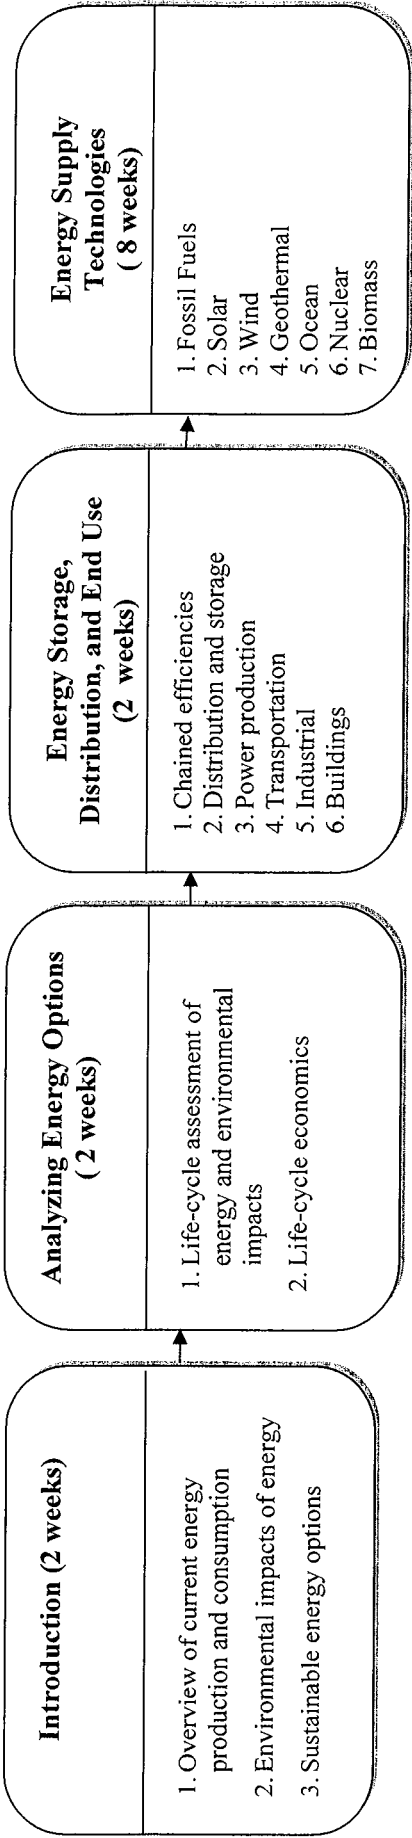 Introduction (2 weeks)
1. Overview of current energy
production and consumption
2. Environmental impacts of energy
3. Sustainable energy options
Analyzing Energy Options
( 2 weeks)
1. Life-cycle assessment of
energy and environmental
impacts
2. Life-cycle economics
Energy Storage,
Distribution, and End Use
(2 weeks)
1. Chained efficiencies
2. Distribution and storage
3. Power production
4. Transportation
5. Industrial
6. Buildings
Energy Supply
Technologies
( 8 weeks)
1. Fossil Fuels
2. Solar
3. Wind
4. Geothermal
5. Ocean
6. Nuclear
7. Biomass